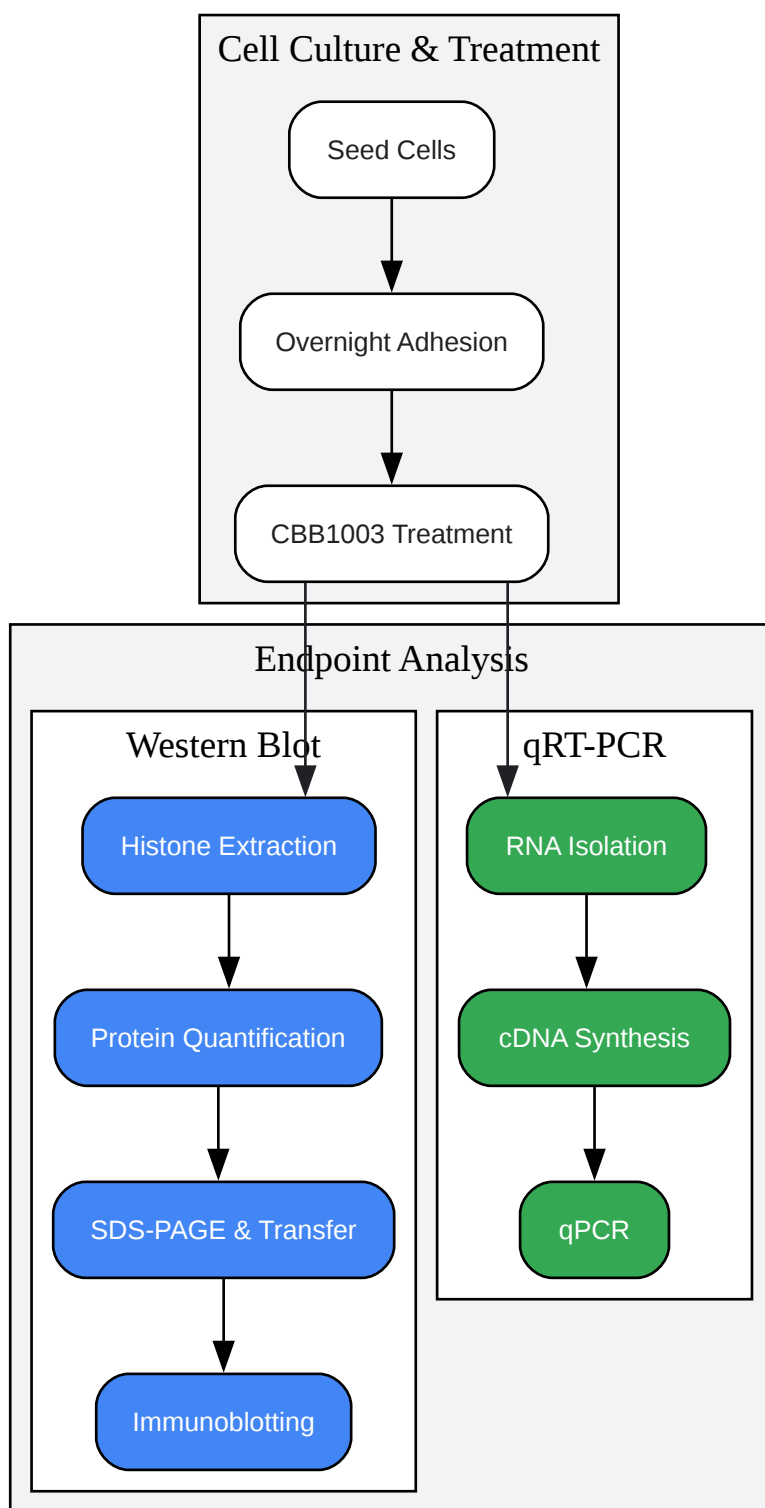 Cell Culture & Treatment
Seed Cells
Overnight Adhesion
CBB1003 Treatment
Endpoint Analysis
Western Blot
Histone Extraction
Protein Quantification
SDS-PAGE & Transfer
Immunoblotting
qRT-PCR
RNA Isolation
cDNA Synthesis
qPCR